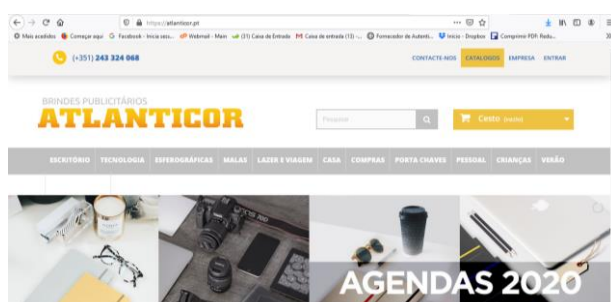 https://atlanticor.pt
Mais acedidos Começar aqui Facebook - Inicia sess... Webmail - Main (21) Caixa de Entrada Caixa de entrada (13) -... Fornecedor de Autenti... Início - Dropbox Comprimir PDF: Redu...
(+351) 243 324 068 CONTACTE-NOS CATALOGOS EMPRESA ENTRAR
BRINDES PUBLICITÁRIOS
ATLANTICOR
Pesquisar Cesto (vazio)
ESCRITÓRIO TECNOLOGIA ESFEROGRÁFICAS MALAS LAZER E VIAGEM CASA COMPRAS PORTA CHAVES PESSOAL CRIANÇAS VERÃO
AGENDAS 2020